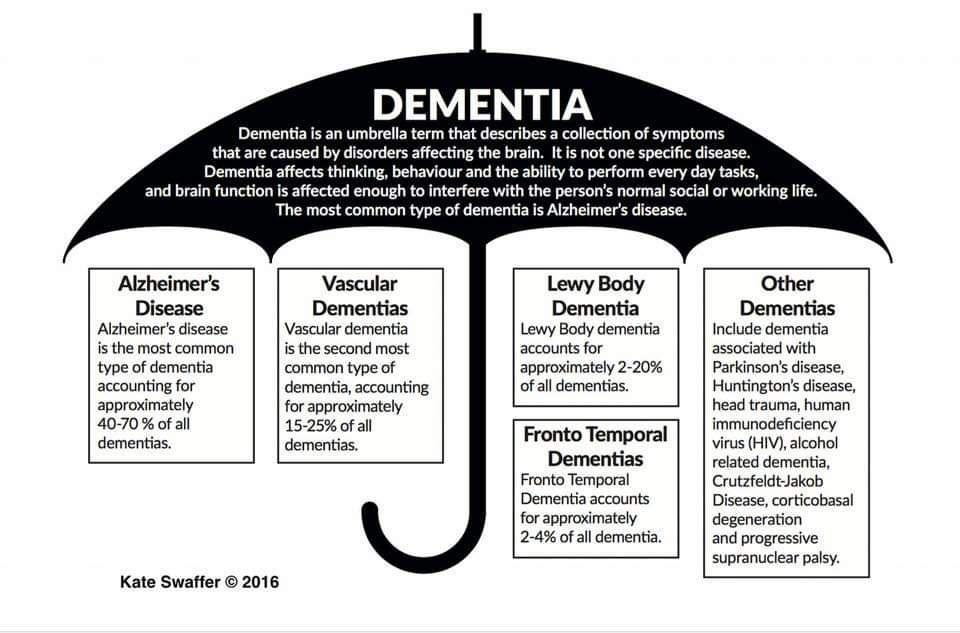 DEMENTIA
Dementia is an umbrella term that describes a collection of symptoms
that are caused by disorders affecting the brain. It is not one specific disease.
Dementia affects thinking, behaviour and the ability to perform every day tasks,
and brain function is affected enough to interfere with the person's normal social or working life.
The most common type of dementia is Alzheimer's disease.
Alzheimer's
Disease
Alzheimer's disease
is the most common
type of dementia
accounting for
approximately
40-70 % of all
dementias.
Vascular
Dementias
Vascular dementia
is the second most
common type of
dementia, accounting
for approximately
15-25% of all
dementias.
Lewy Body
Dementia
Lewy Body dementia
accounts for
approximately 2-20%
of all dementias.
Fronto Temporal
Dementias
Fronto Temporal
Dementia accounts
for approximately
2-4% of all dementia.
Other
Dementias
Include dementia
associated with
Parkinson's disease,
Huntington's disease,
head trauma, human
immunodeficiency
virus (HIV), alcohol
related dementia,
Crutzfeldt-Jakob
Disease, corticobasal
degeneration
and progressive
supranuclear palsy.
Kate Swaffer © 2016